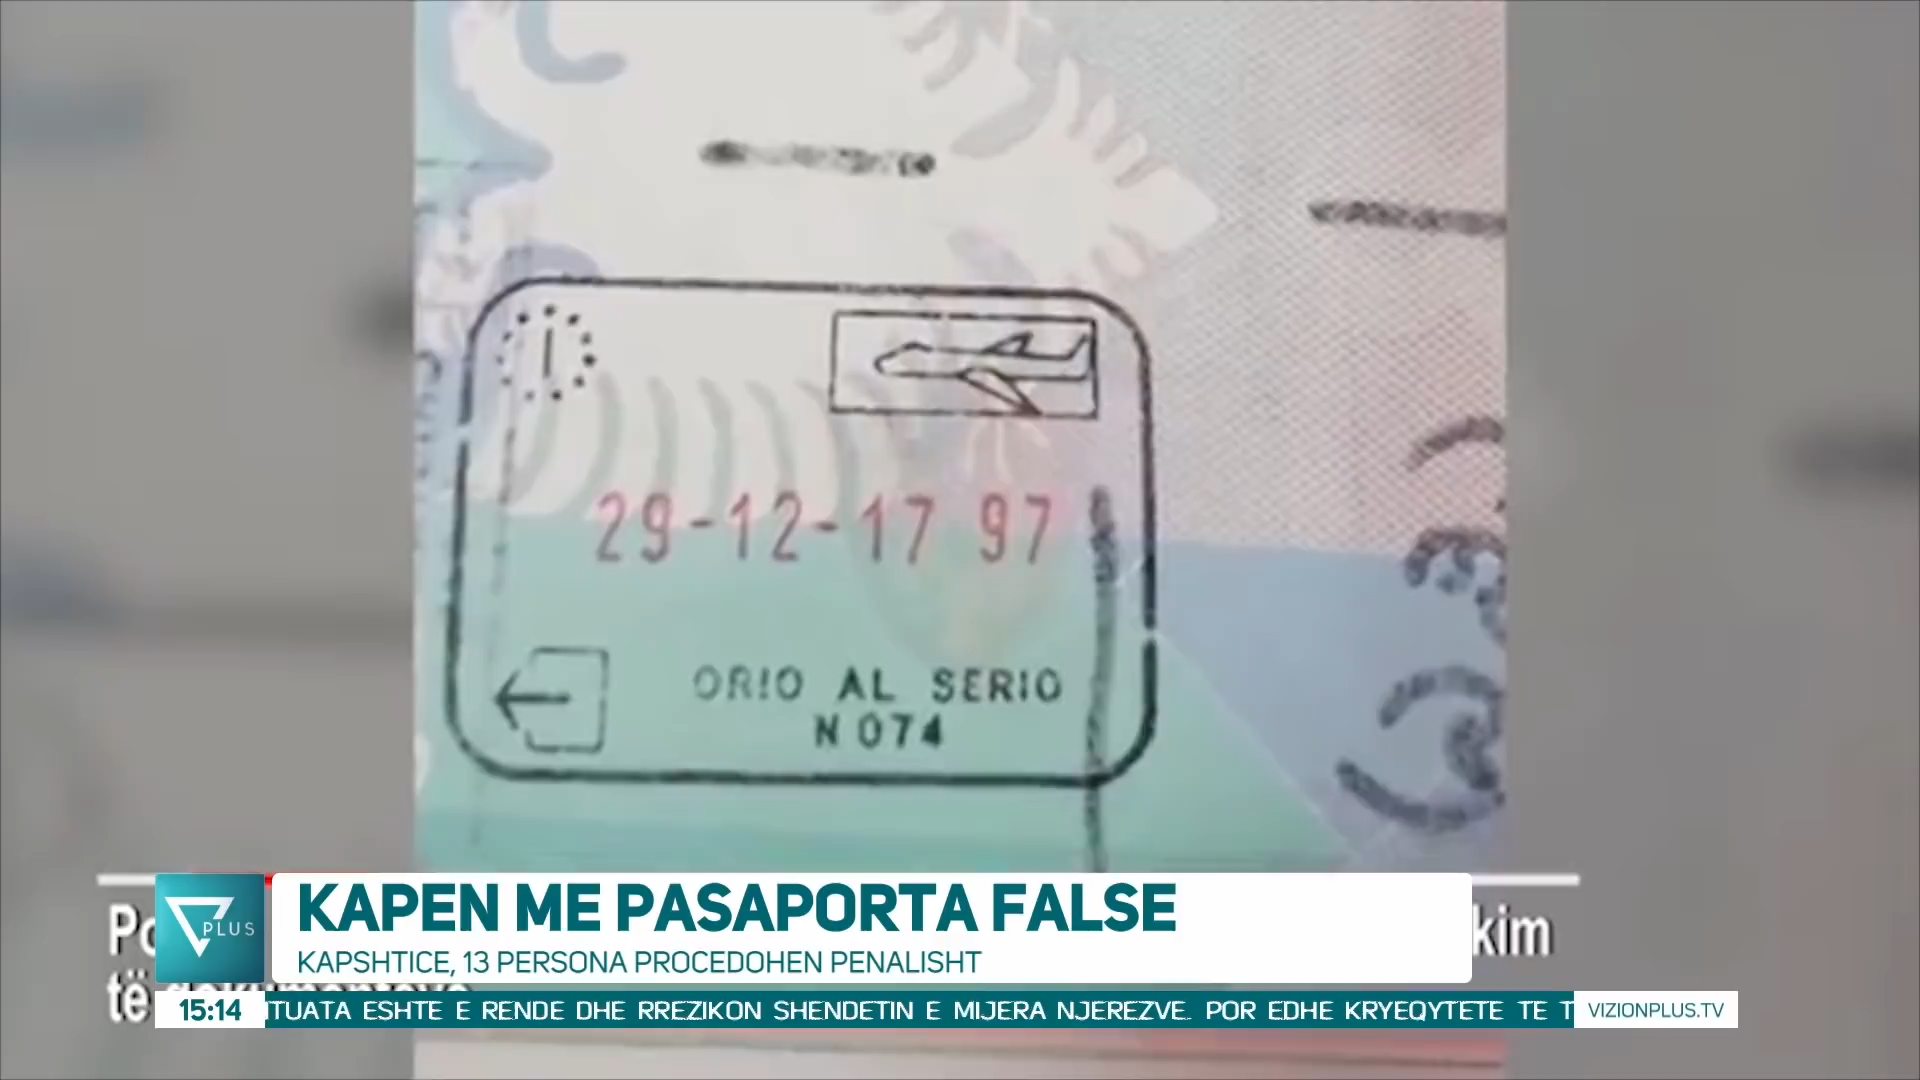 I
29-12-17 97
ORIO AL SERIO
N 074
KAPEN ME PASAPORTA FALSE
PLUS
KAPSHTICE, 13 PERSONA PROCEDOHEN PENALISHT
kim
të
15:14
TUATA ESHTE E RENDE DHE RREZIKON SHENDETIN E MIJERA NJEREZVE. POR EDHE KRYEQYTETE TE T
VIZIONPLUS.TV